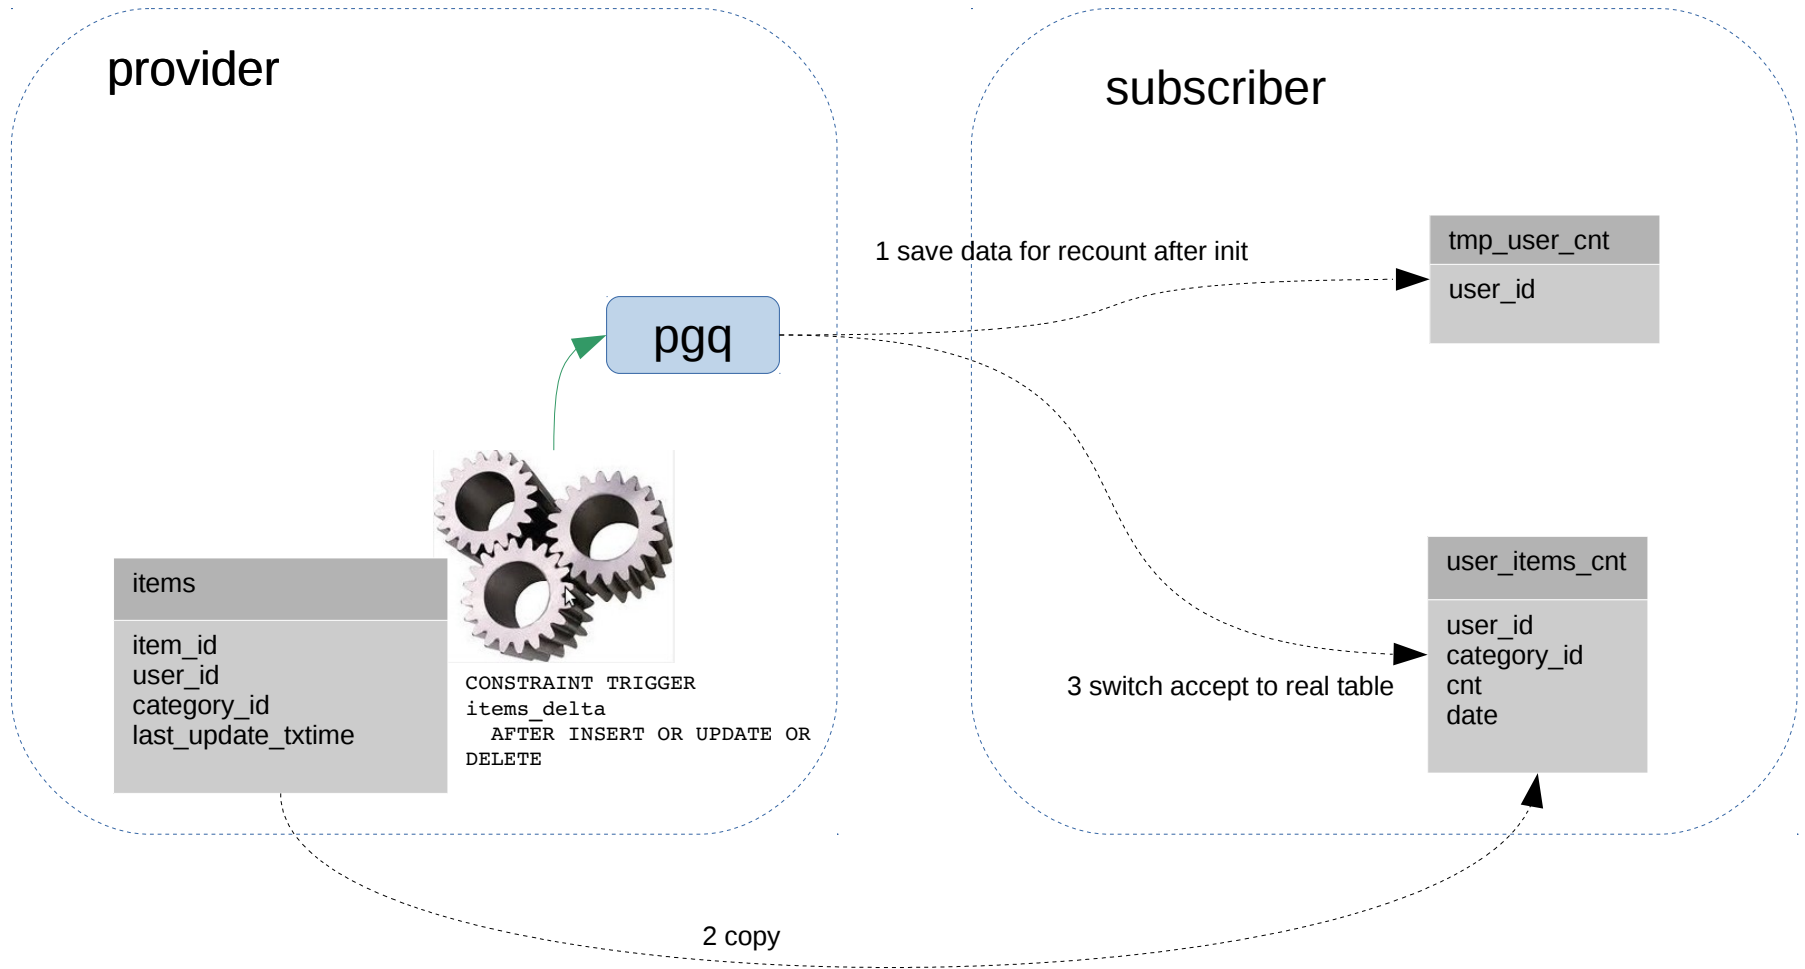 provider
subscriber
1 save data for recount after init
tmp_user_cnt
user_id
pgq
items
item_id
user_id
category_id
last_update_txtime
CONSTRAINT TRIGGER
items_delta
AFTER INSERT OR UPDATE OR
DELETE
user_items_cnt
user_id
category_id
cnt
date
3 switch accept to real table
2 copy